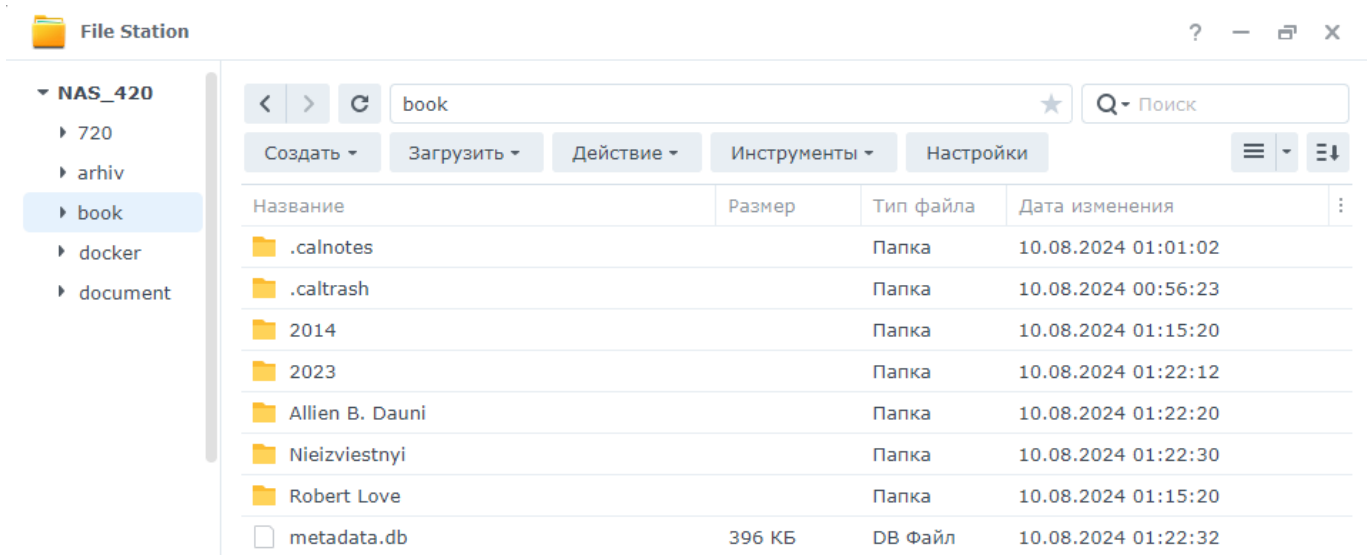 File Station
?
NAS_420
720
arhiv
book
docker
document
book
Поиск
Создать Загрузить Действие Инструменты Настройки
Название Размер Тип файла Дата изменения
.calnotes Папка 10.08.2024 01:01:02
.caltrash Папка 10.08.2024 00:56:23
2014 Папка 10.08.2024 01:15:20
2023 Папка 10.08.2024 01:22:12
Allien B. Dauni Папка 10.08.2024 01:22:20
Nieizviestnyi Папка 10.08.2024 01:22:30
Robert Love Папка 10.08.2024 01:15:20
metadata.db 396 КБ DB Файл 10.08.2024 01:22:32